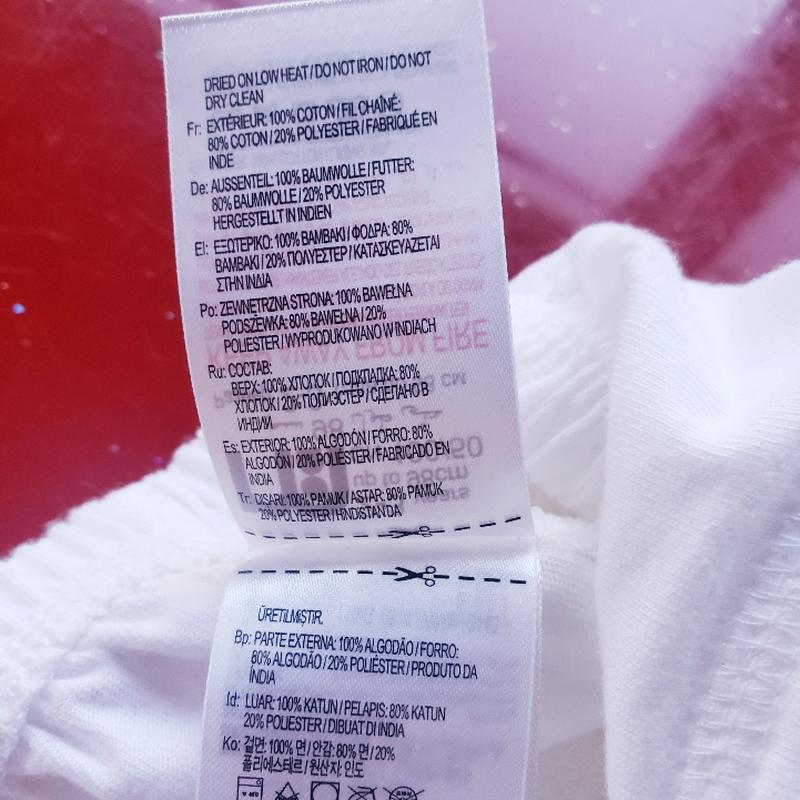 DRIED ON LOW HEAT / DO NOT IRON / DO NOT
DRY CLEAN
Fr: EXTÉRIEUR: 100% COTON / FIL CHAÎNÉ:
80% COTON / 20% POLYESTER / FABRIQUÉ EN
INDE
De: AUSSENTEIL: 100% BAUMWOLLE / FUTTER:
80% BAUMWOLLE / 20% POLYESTER
HERGESTELLT IN INDIEN
El: ΕΞΩΤΕΡΙΚΟ: 100% ΒΑΜΒΑΚΙ / ΦΟΔΡΑ: 80%
ΒΑΜΒΑΚΙ / 20% ΠΟΛΥΕΣΤΕΡ / ΚΑΤΑΣΚΕΥΑΖΕΤΑΙ
ΣΤΗΝ ΙΝΔΙΑ
Po: ZEWNĘTRZNA STRONA: 100% BAWEŁNA
PODSZEWKA: 80% BAWEŁNA / 20%
POLIESTER / WYPRODUKOWANO W INDIACH
Ru: СОСТАВ:
ВЕРХ: 100% ХЛОПОК / ПОДКЛАДКА: 80%
ХЛОПОК / 20% ПОЛИЭСТЕР / СДЕЛАНО В
ИНДИИ
Es: EXTERIOR: 100% ALGODÓN / FORRO: 80%
ALGODÓN / 20% POLIÉSTER / FABRICADO EN
INDIA
Tr: DISARI: 100% PAMUK / ASTAR: 80% PAMUK
20% POLYESTER / HINDISTAN'DA
ÜRETILMIŞTIR.
Bp: PARTE EXTERNA: 100% ALGODÃO / FORRO:
80% ALGODÃO / 20% POLIÉSTER / PRODUTO DA
ÍNDIA
Id: LUAR: 100% KATUN / PELAPIS: 80% KATUN
20% POLIESTER / DIBUAT DI INDIA
Ko: 겉면: 100% 면 / 안감: 80% 면 / 20%
폴리에스테르 / 원산지: 인도